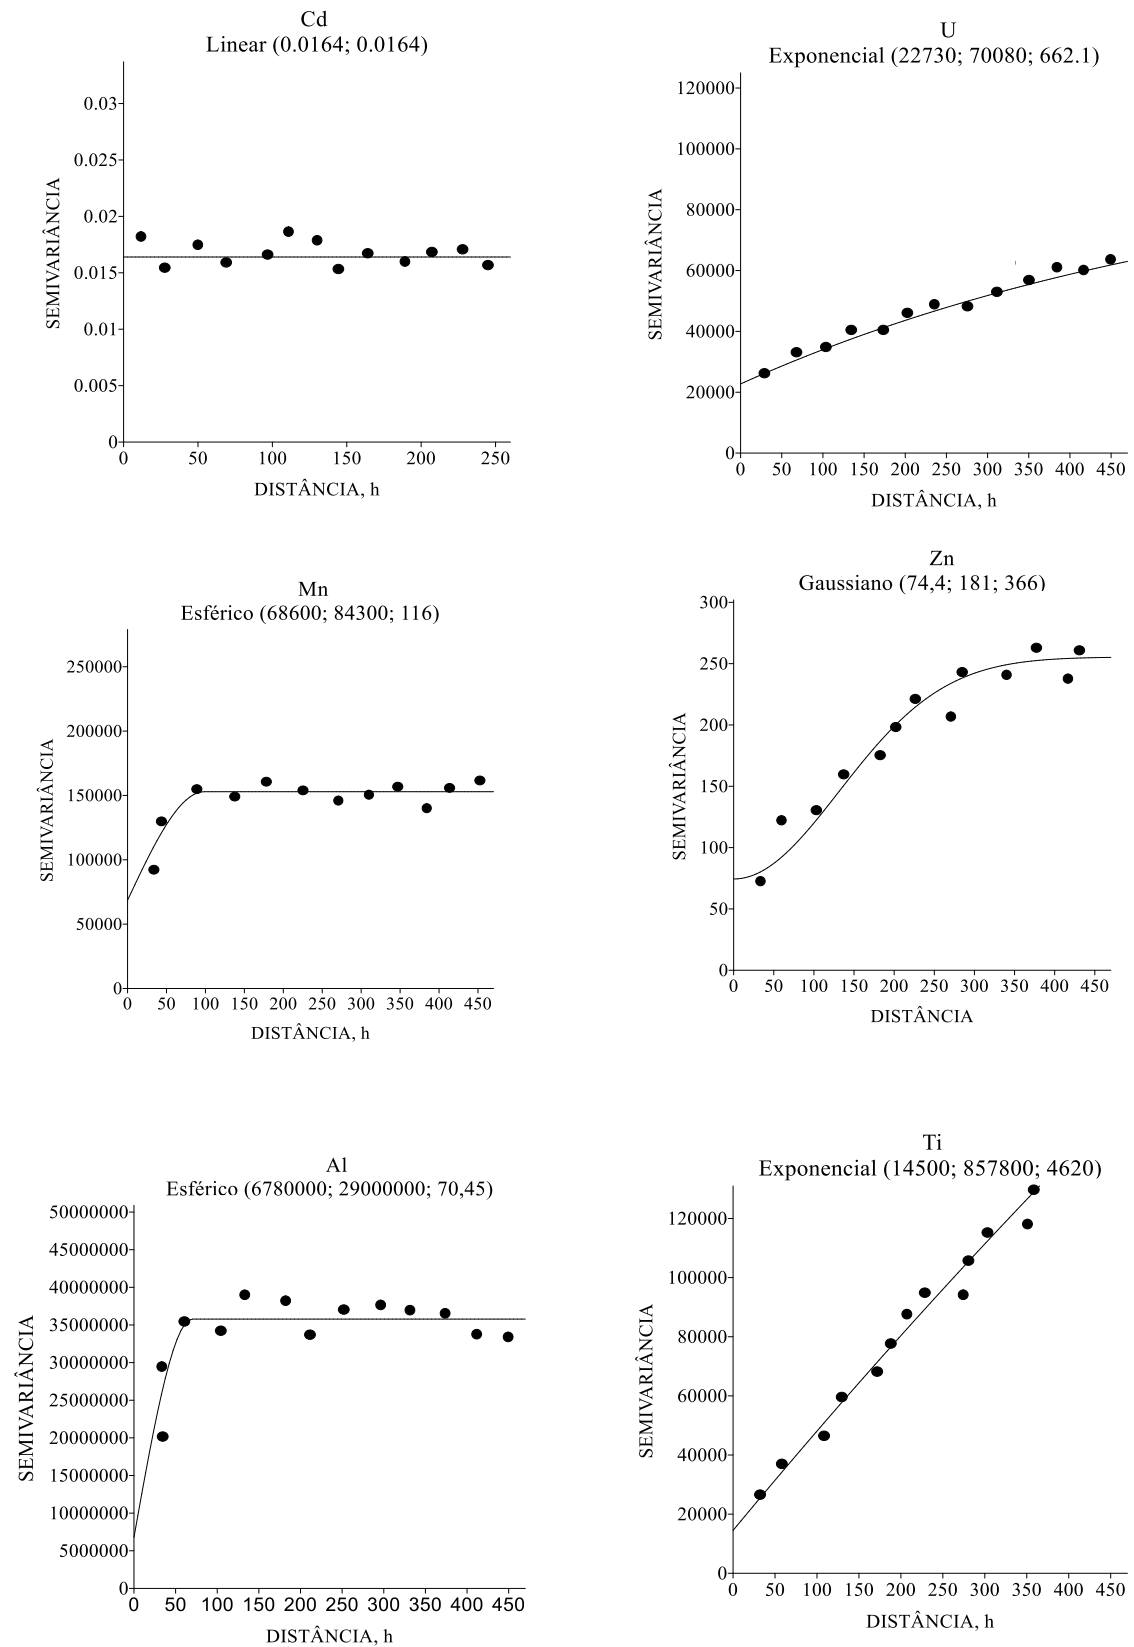 Cd
Linear (0.0164; 0.0164)
0.03
0.025
0.02
0.015
0.01
0.005
0
SEMIVARIÂNCIA
0 50 100 150 200 250
DISTÂNCIA, h
U
Exponencial (22730; 70080; 662.1)
120000
100000
80000
60000
40000
20000
0
SEMIVARIÂNCIA
0 50 100 150 200 250 300 350 400 450
DISTÂNCIA, h
Mn
Esférico (68600; 84300; 116)
250000
200000
150000
100000
50000
0
SEMIVARIÂNCIA
0 50 100 150 200 250 300 350 400 450
DISTÂNCIA, h
Zn
Gaussiano (74,4; 181; 366)
300
250
200
150
100
50
0
SEMIVARIÂNCIA
0 50 100 150 200 250 300 350 400 450
DISTÂNCIA
Al
Esférico (6780000; 29000000; 70,45)
50000000
45000000
40000000
35000000
30000000
25000000
20000000
15000000
10000000
5000000
0
SEMIVARIÂNCIA
0 50 100 150 200 250 300 350 400 450
DISTÂNCIA, h
Ti
Exponencial (14500; 857800; 4620)
120000
100000
80000
60000
40000
20000
0
SEMIVARIÂNCIA
0 50 100 150 200 250 300 350 400 450
DISTÂNCIA, h